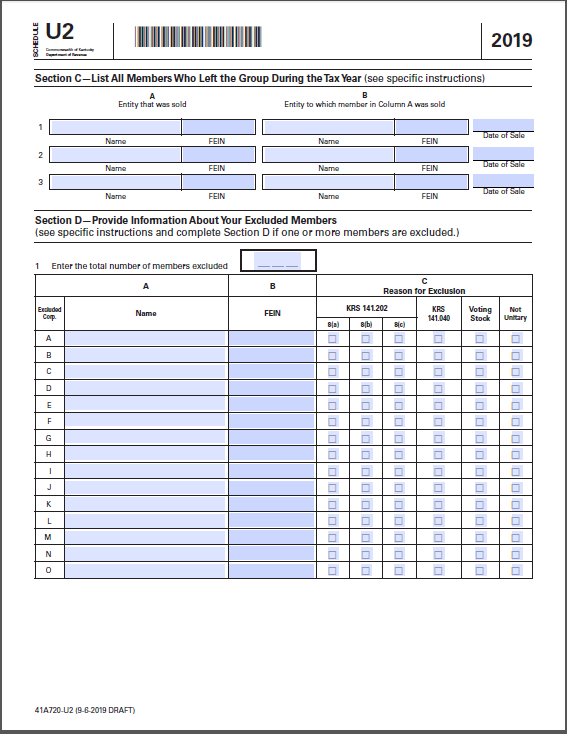 SCHEDULE
U2
Commonwealth of Kentucky
Department of Revenue
2019
Section C—List All Members Who Left the Group During the Tax Year (see specific instructions)
A B
Entity that was sold Entity to which member in Column A was sold
1
Name FEIN Name FEIN Date of Sale
2
Name FEIN Name FEIN Date of Sale
3
Name FEIN Name FEIN Date of Sale
Section D—Provide Information About Your Excluded Members
(see specific instructions and complete Section D if one or more members are excluded.)
1 Enter the total number of members excluded
A B C
Reason for Exclusion
Excluded Corp. Name FEIN KRS 141.202 KRS 141.040 Voting Stock Not Unitary
8(a) 8(b) 8(c)
A
B
C
D
E
F
G
H
I
J
K
L
M
N
O
41A720-U2 (9-6-2019 DRAFT)